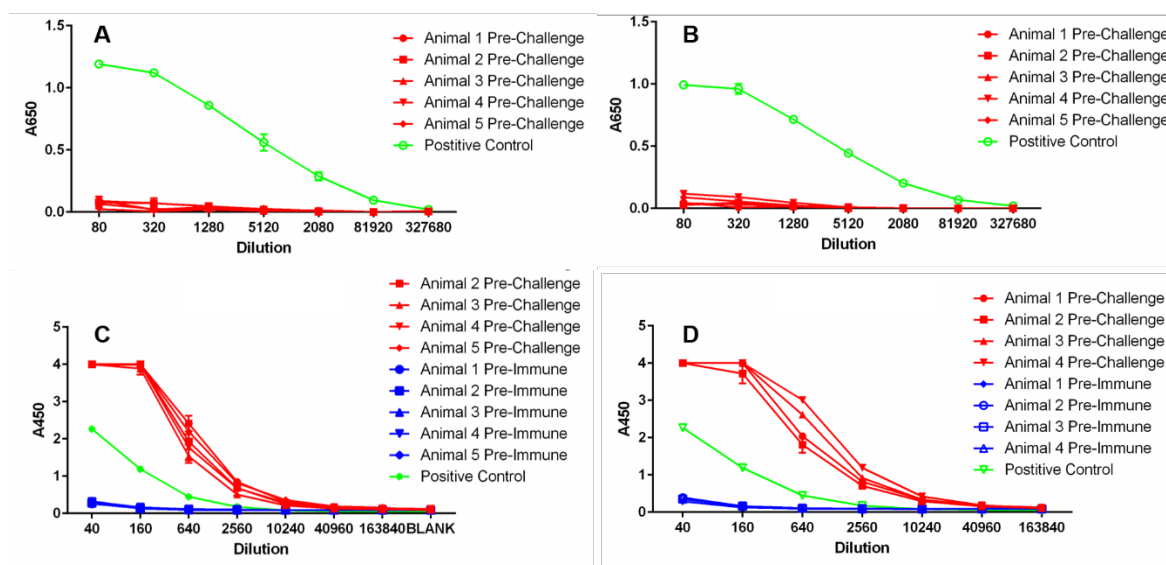 A
A650
1.5
1.0
0.5
0.0
80 320 1280 5120 2080 81920 327680
Dilution
Animal 1 Pre-Challenge
Animal 2 Pre-Challenge
Animal 3 Pre-Challenge
Animal 4 Pre-Challenge
Animal 5 Pre-Challenge
Postitive Control
B
A650
1.5
1.0
0.5
0.0
80 320 1280 5120 2080 81920 327680
Dilution
Animal 1 Pre-Challenge
Animal 2 Pre-Challenge
Animal 3 Pre-Challenge
Animal 4 Pre-Challenge
Animal 5 Pre-Challenge
Postitive Control
C
A450
5
4
3
2
1
0
40 160 640 2560 10240 40960 163840BLANK
Dilution
Animal 2 Pre-Challenge
Animal 3 Pre-Challenge
Animal 4 Pre-Challenge
Animal 5 Pre-Challenge
Animal 1 Pre-Immune
Animal 2 Pre-Immune
Animal 3 Pre-Immune
Animal 4 Pre-Immune
Animal 5 Pre-Immune
Postitive Control
D
A450
5
4
3
2
1
0
40 160 640 2560 10240 40960 163840
Dilution
Animal 1 Pre-Challenge
Animal 2 Pre-Challenge
Animal 3 Pre-Challenge
Animal 4 Pre-Challenge
Animal 1 Pre-Immune
Animal 2 Pre-Immune
Animal 3 Pre-Immune
Animal 4 Pre-Immune
Postitive Control